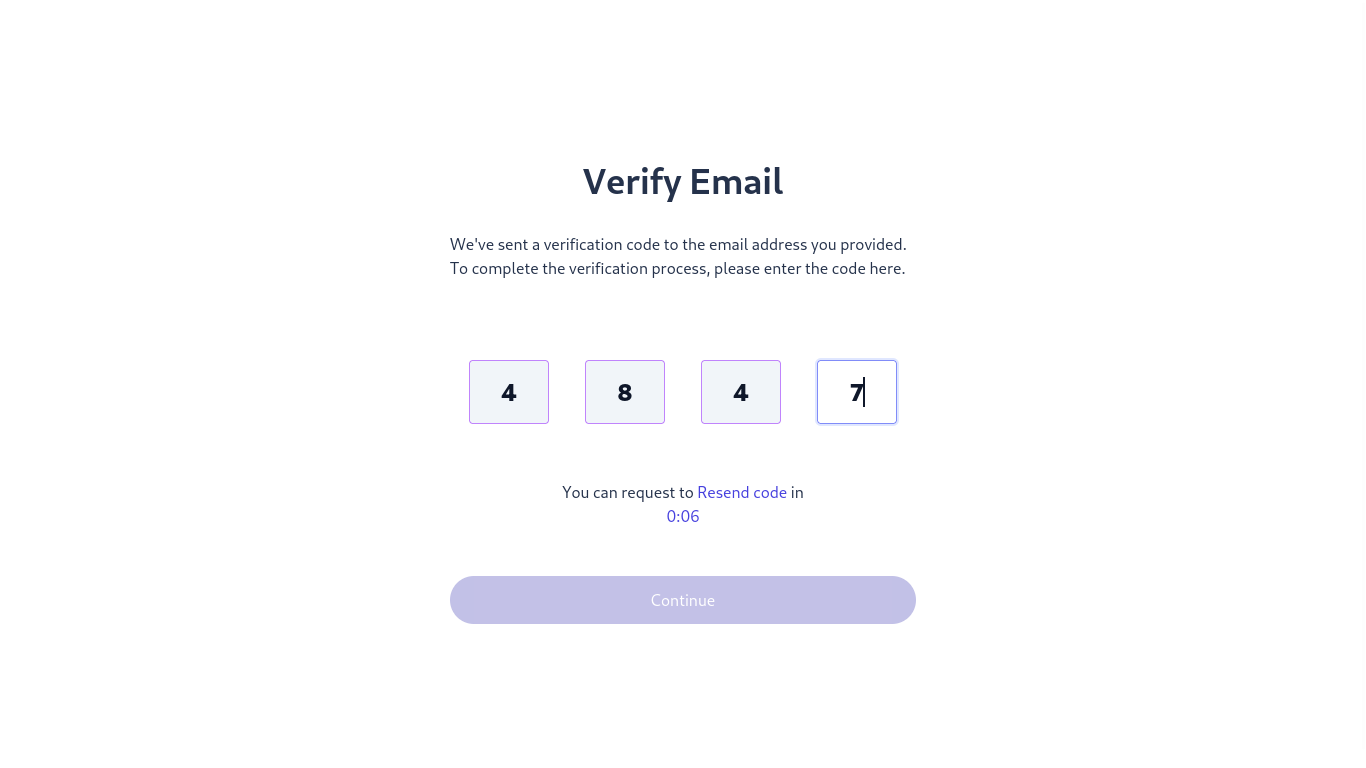 Verify Email
We've sent a verification code to the email address you provided.
To complete the verification process, please enter the code here.
4 8 4 7
You can request to Resend code in
0:06
Continue